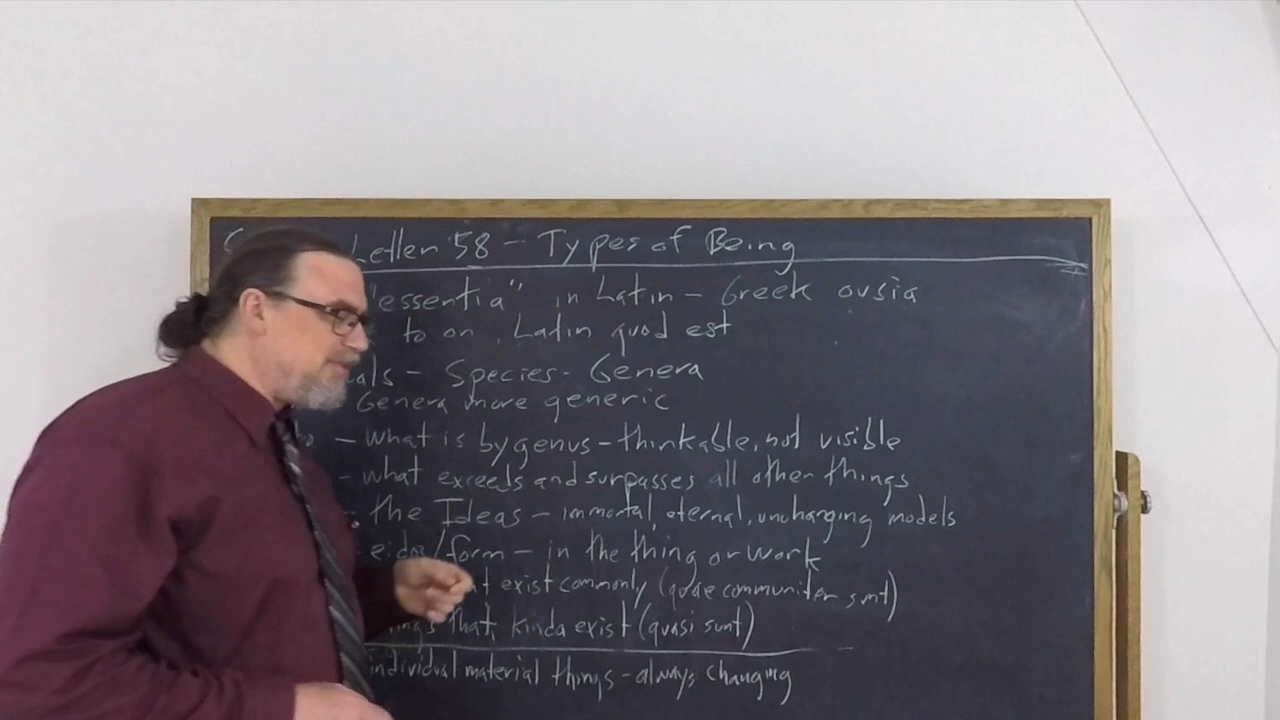 Letter 58 - Types of Being
"essentia" in Latin - Greek ousia
to on, Latin quod est
als - Species - Genera
Genera more generic
- what is by genus - thinkable, not visible
- what exceeds and surpasses all other things
- the Ideas - immortal, eternal, unchanging models
- eidos/form - in the thing or work
t exist commonly (quae communiter sunt)
ings that kinda exist (quasi sunt)
individual material things - always changing